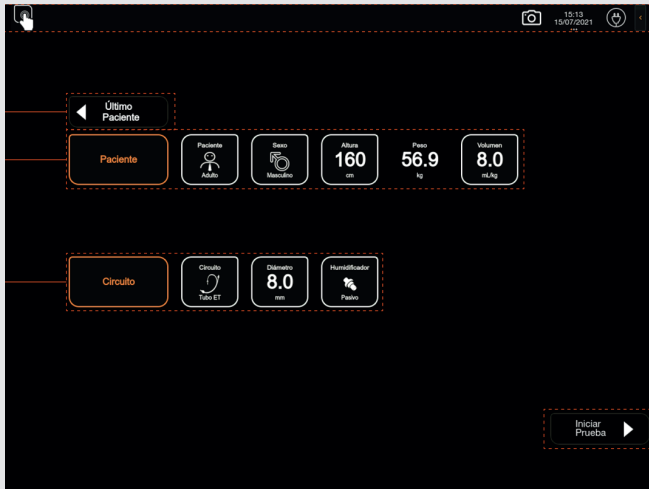 15:13
15/07/2021
...
Último
Paciente
Paciente
Paciente
Adulto
Sexo
Masculino
Altura
160
cm
Peso
56.9
kg
Volumen
8.0
mL/kg
Circuito
Circuito
Tubo ET
Diámetro
8.0
mm
Humidificador
Pasivo
Iniciar
Prueba